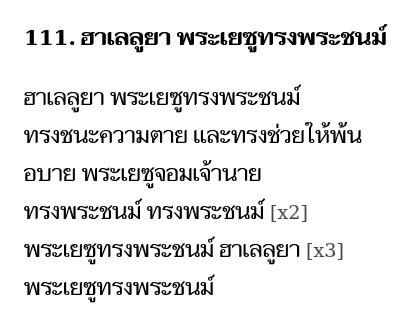 111. ฮาเลลูยา พระเยซูทรงพระชนม์
ฮาเลลูยา พระเยซูทรงพระชนม์
ทรงชนะความตาย และทรงช่วยให้พ้น
อบาย พระเยซูจอมเจ้านาย
ทรงพระชนม์ ทรงพระชนม์ [x2]
พระเยซูทรงพระชนม์ ฮาเลลูยา [x3]
พระเยซูทรงพระชนม์